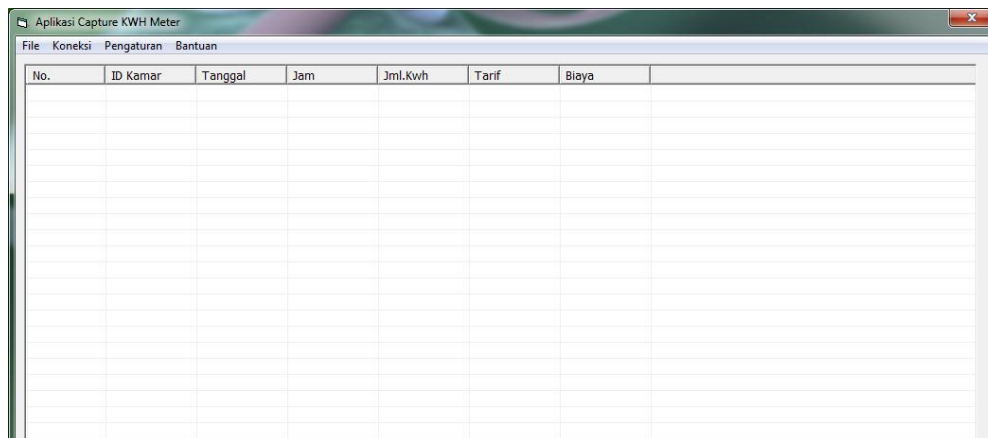 Aplikasi Capture KWH Meter
File Koneksi Pengaturan Bantuan
No. ID Kamar Tanggal Jam Jml.Kwh Tarif Biaya